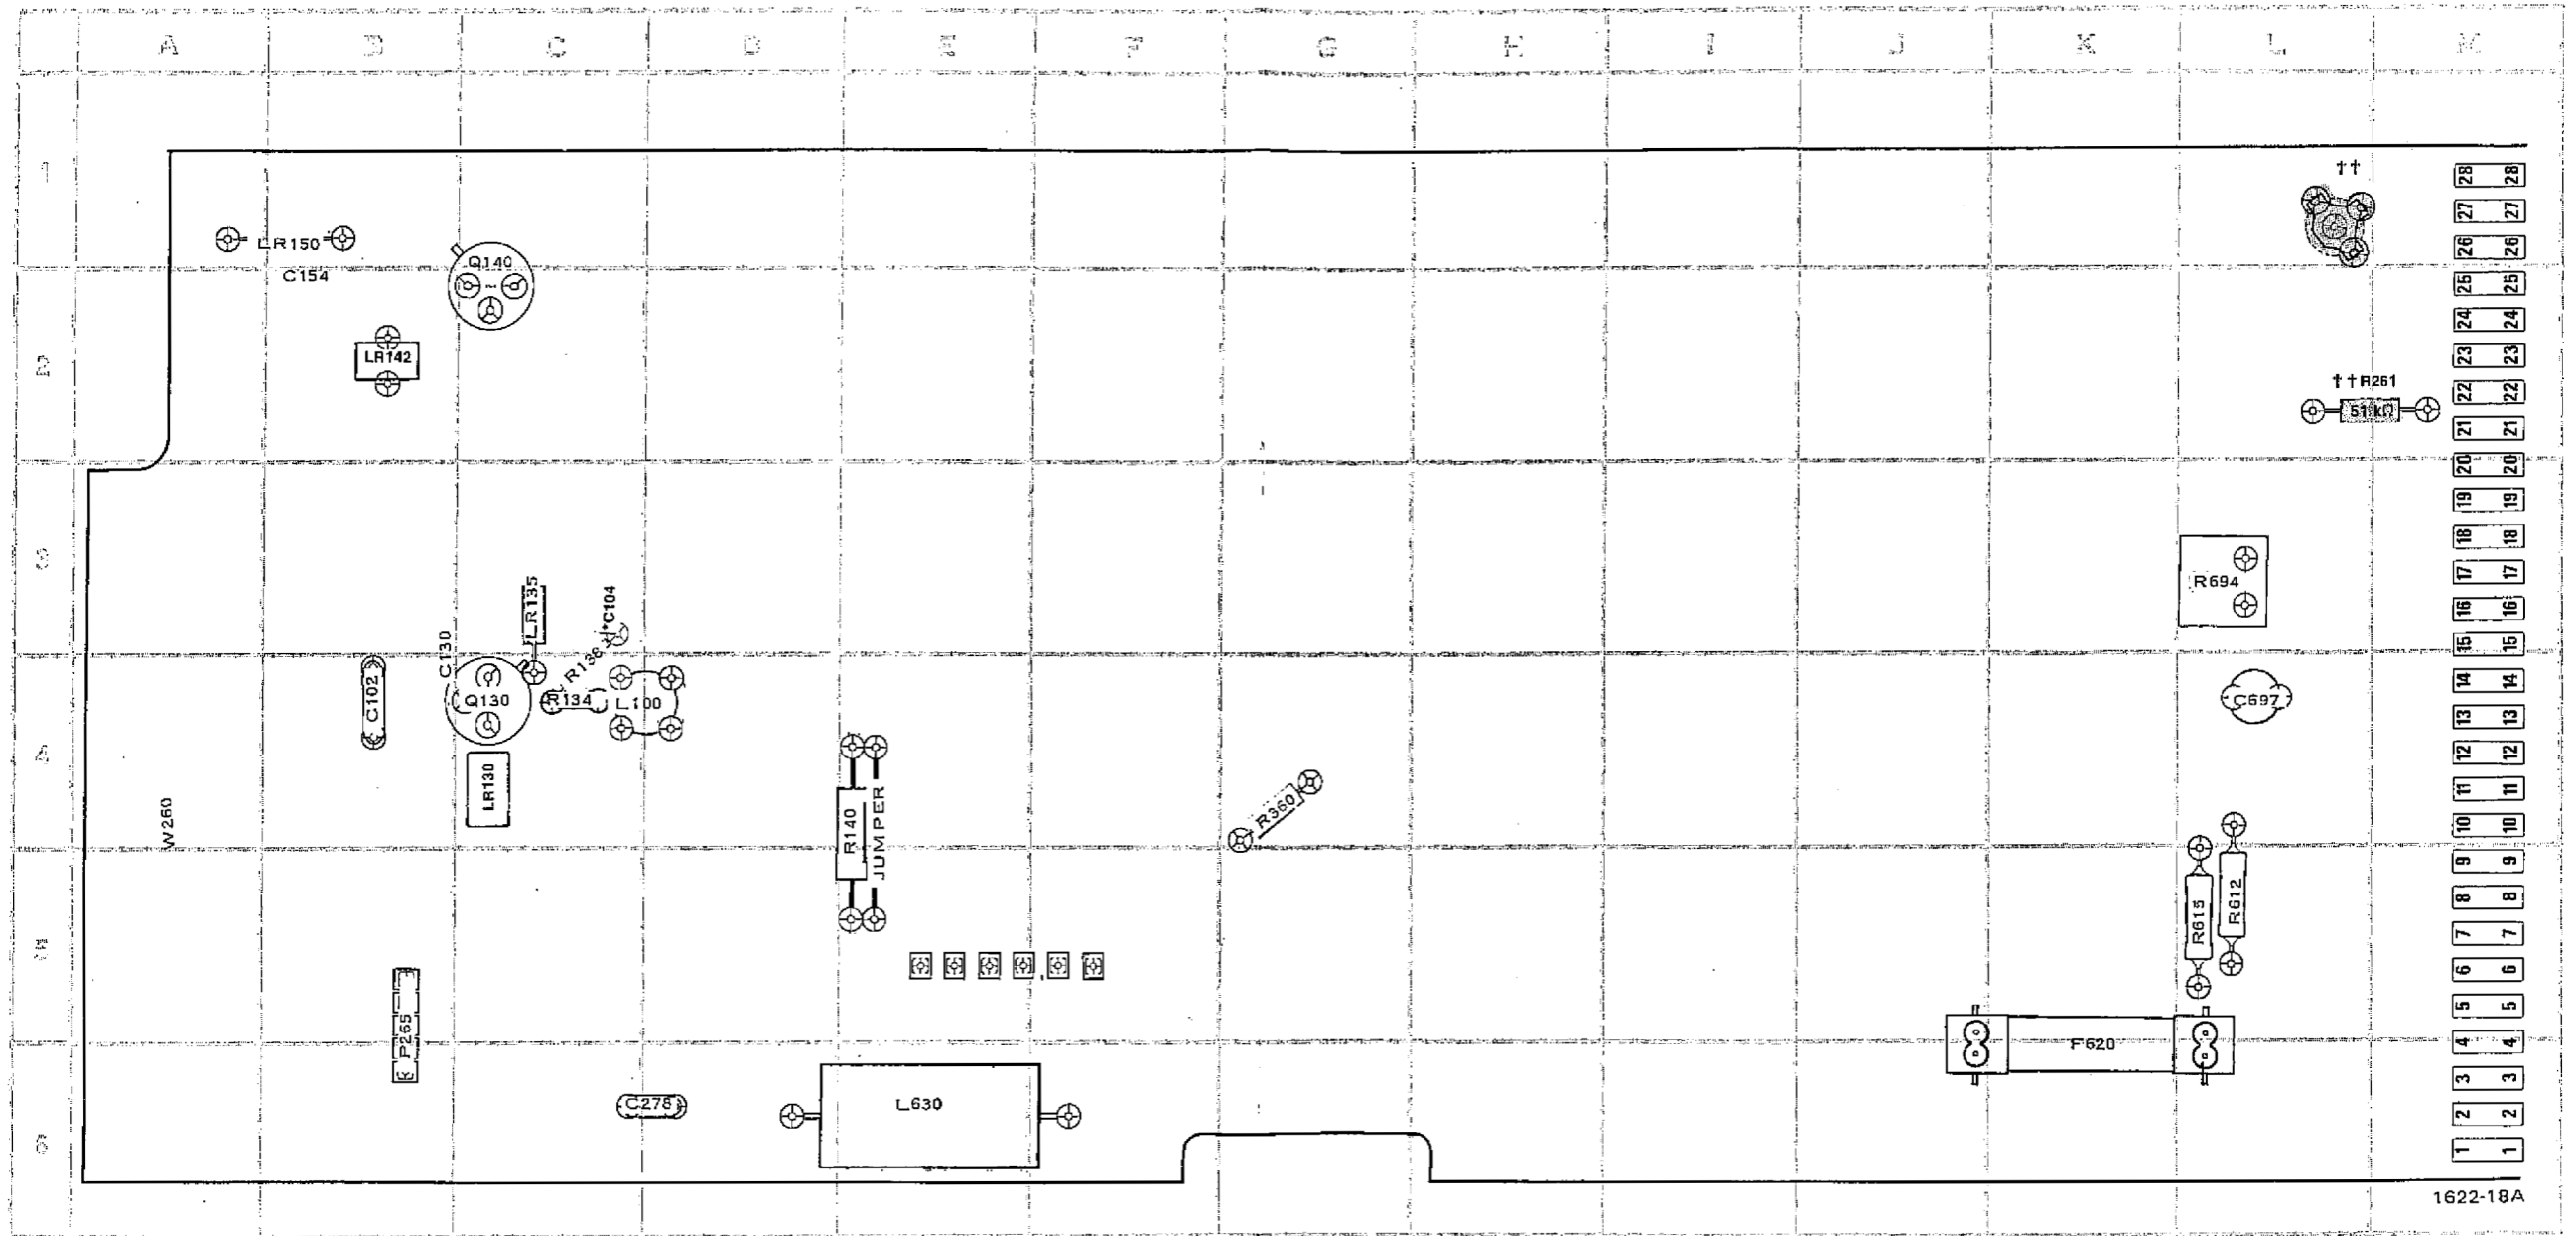 A B C D E F G H I J K L M
1
††
28 28
27 27
LR150
26 26
Q140
C154
25 25
24 24
LR142
23 23
2
††R261
22 22
51 kΩ
21 21
20 20
19 19
18 18
3
R694
17 17
LR135
*C104
16 16
C130
R138
15 15
C102
Q130
R134
L100
C697
14 14
13 13
4
12 12
LR130
11 11
W260
R140
JUMPER
R360
10 10
9 9
R615
R612
8 8
5
7 7
6 6
5 5
P265
F620
4 4
3 3
C278
L630
2 2
6
1 1
1622-18A